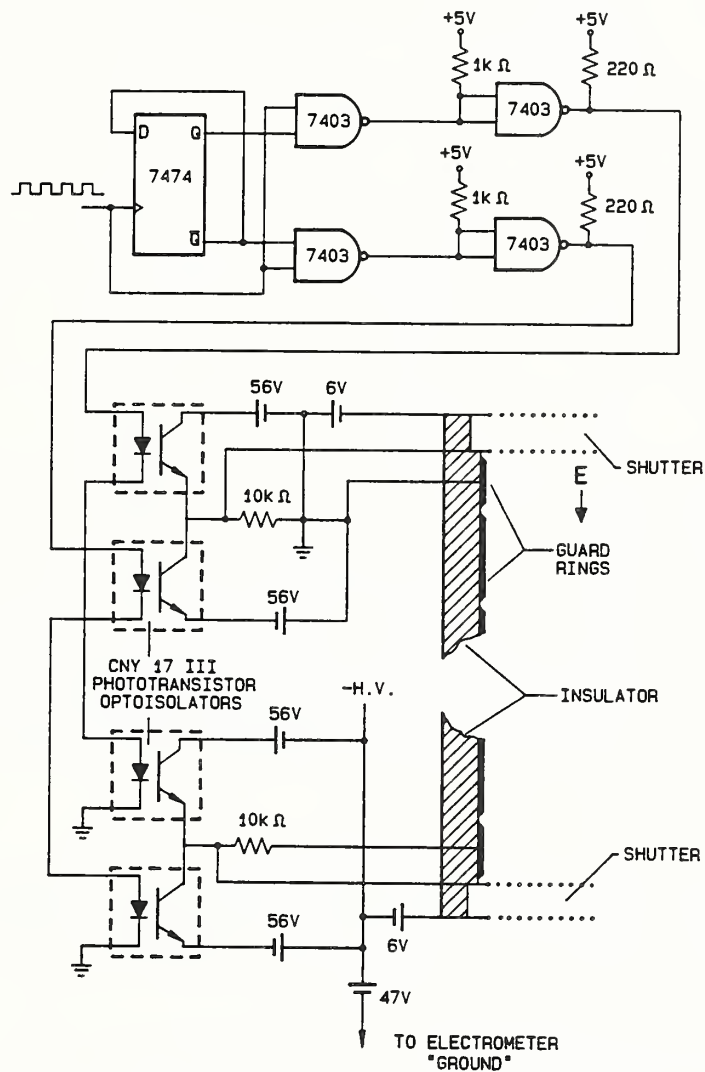 +5V
+5V
1k Ω
220 Ω
7403
7403
D
Q
7474
Q̅
+5V
+5V
1k Ω
220 Ω
7403
7403
56V
6V
SHUTTER
10k Ω
E
GUARD
RINGS
56V
CNY 17 III
PHOTOTRANSISTOR
OPTOISOLATORS
-H.V.
INSULATOR
56V
10k Ω
SHUTTER
56V
6V
47V
TO ELECTROMETER
"GROUND"